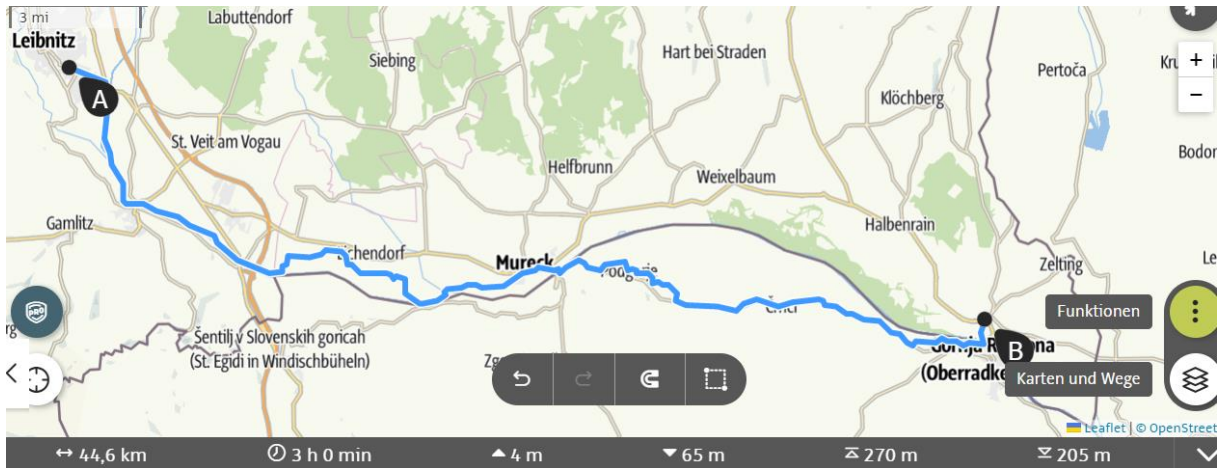 3 mi
Labuttendorf
Leibnitz
Siebing
Hart bei Straden
Pertoča
+
−
A
Klöchberg
St. Veit am Vogau
Bodor
Helfbrunn
Weixelbaum
Gamlitz
Halbenrain
Mureck
Zelting
Le
PRO
Funktionen
Šentilj v Slovenskih goricah
(St. Egidi in Windischbüheln)
B
Karten und Wege
Leaflet | © OpenStreet
44,6 km
3 h 0 min
4 m
65 m
270 m
205 m